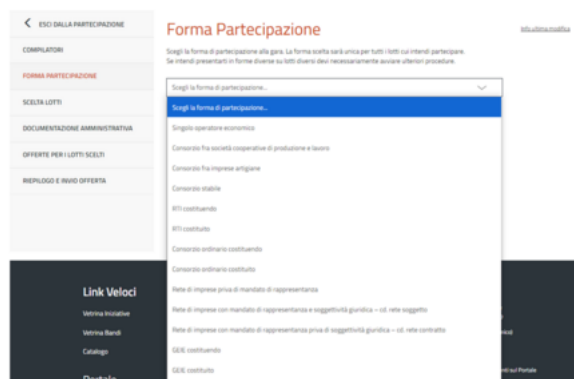 ESCI DALLA PARTECIPAZIONE
COMPILATORI
FORMA PARTECIPAZIONE
SCELTA LOTTI
DOCUMENTAZIONE AMMINISTRATIVA
OFFERTE PER I LOTTI SCELTI
RIEPILOGO E INVIO OFFERTA
Forma Partecipazione
Info ultima modifica
Scegli la forma di partecipazione alla gara. La forma scelta sarà unica per tutti i lotti cui intendi partecipare.
Se intendi presentarti in forme diverse su lotti diversi devi necessariamente avviare ulteriori procedure.
Scegli la forma di partecipazione...
Scegli la forma di partecipazione...
Singolo operatore economico
Consorzio fra società cooperative di produzione e lavoro
Consorzio fra imprese artigiane
Consorzio stabile
RTI costituendo
RTI costituito
Consorzio ordinario costituendo
Consorzio ordinario costituito
Rete di imprese priva di mandato di rappresentanza
Rete di imprese con mandato di rappresentanza e soggettività giuridica – cd. rete soggetto
Rete di imprese con mandato di rappresentanza priva di soggettività giuridica – cd. rete contratto
GEIE costituendo
GEIE costituito
Link Veloci
Vetrina Iniziative
Vetrina Bandi
Catalogo
sul Portale